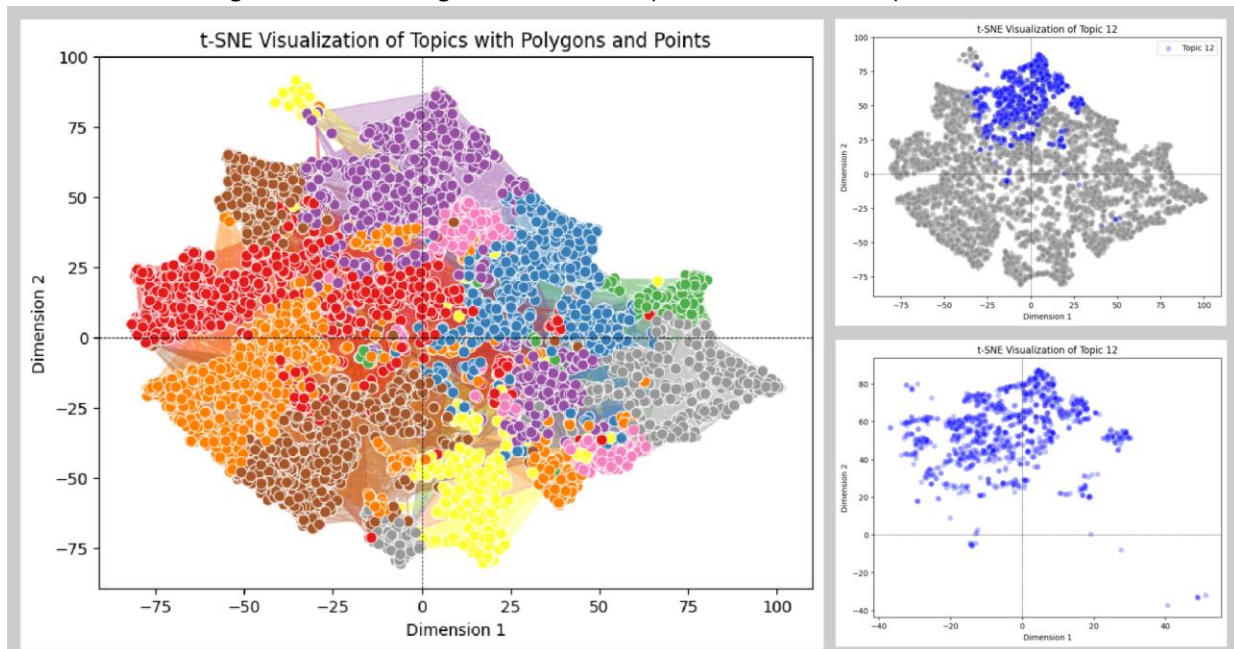 t-SNE Visualization of Topics with Polygons and Points
100
75
50
25
0
−25
−50
−75
−75 −50 −25 0 25 50 75 100
Dimension 1
Dimension 2
t-SNE Visualization of Topic 12
Topic 12
100
75
50
25
0
−25
−50
−75
−75 −50 −25 0 25 50 75 100
Dimension 1
Dimension 2
t-SNE Visualization of Topic 12
80
60
40
20
0
−20
−40
−40 −20 0 20 40
Dimension 1
Dimension 2